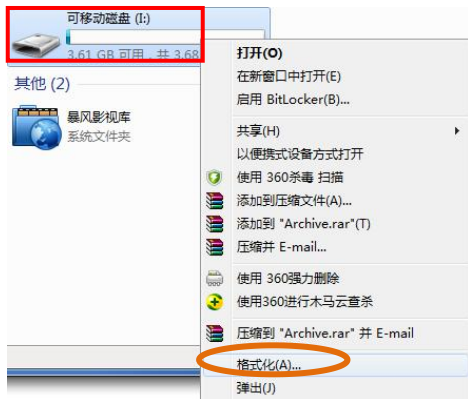 可移动磁盘 (I:)
3.61 GB 可用，共 3.68
其他 (2)
暴风影视库
系统文件夹
打开(O)
在新窗口中打开(E)
启用 BitLocker(B)...
共享(H)
以便携式设备方式打开
使用 360杀毒 扫描
添加到压缩文件(A)...
添加到 "Archive.rar"(T)
压缩并 E-mail...
使用 360强力删除
使用360进行木马云查杀
压缩到 "Archive.rar" 并 E-mail
格式化(A)...
弹出(J)